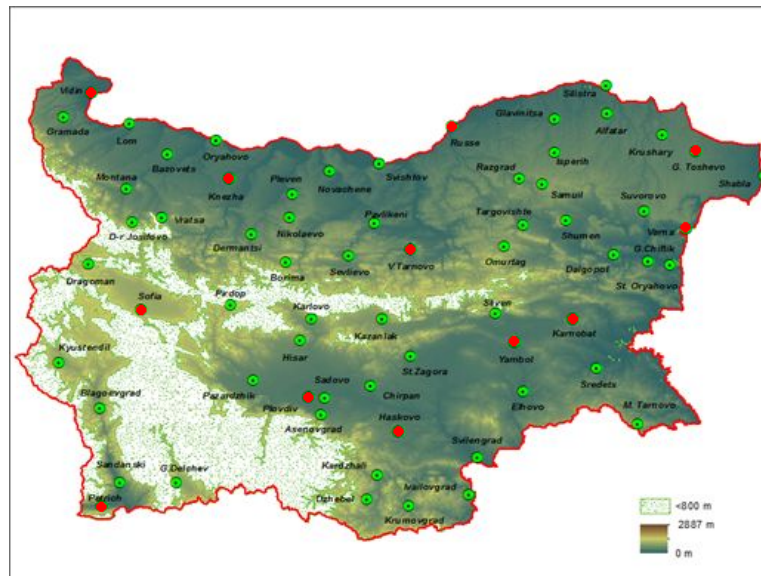 Vidin
Silistra
Gramada
Lom
Glavinitsa
Alfatar
Oryahovo
Russe
Krushary
Bazovets
Isperih
G. Toshevo
Montana
Knezha
Pleven
Novachene
Svishtov
Razgrad
Samuil
Suvorovo
Shabla
D-r Josifovo
Vratsa
Nikolaevo
Pavlikeni
Targovishte
Shumen
Varna
Dermantsi
G.Chiflik
Dragoman
Borima
Sevlievo
V.Tarnovo
Omurtag
Dalgopol
St. Oryahovo
Sofia
Pirdop
Karlovo
Kazanlak
Sliven
Karnobat
Kyustendil
Hisar
St.Zagora
Yambol
Blagoevgrad
Pazardzhik
Sadovo
Chirpan
Sredets
Plovdiv
Elhovo
M. Tarnovo
Asenovgrad
Haskovo
Svilengrad
Sandanski
G.Delchev
Kardzhali
Ivailovgrad
Petrich
Dzhebel
Krumovgrad
<800 m
2887 m
0 m